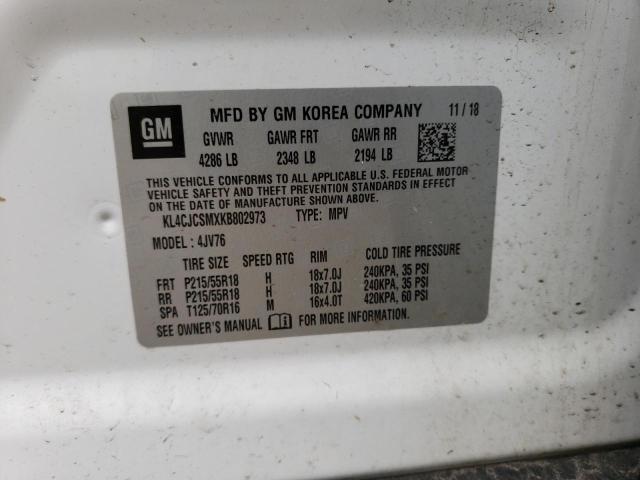 GM
MFD BY GM KOREA COMPANY 11 / 18
GVWR GAWR FRT GAWR RR
4286 LB 2348 LB 2194 LB
THIS VEHICLE CONFORMS TO ALL APPLICABLE U.S. FEDERAL MOTOR
VEHICLE SAFETY AND THEFT PREVENTION STANDARDS IN EFFECT
ON THE DATE OF MANUFACTURE SHOWN ABOVE.
KL4CJCSMXKB802973 TYPE: MPV
MODEL : 4JV76
TIRE SIZE SPEED RTG RIM COLD TIRE PRESSURE
FRT P215/55R18 H 18x7.0J 240KPA, 35 PSI
RR P215/55R18 H 18x7.0J 240KPA, 35 PSI
SPA T125/70R16 M 16x4.0T 420KPA, 60 PSI
SEE OWNER'S MANUAL FOR MORE INFORMATION.